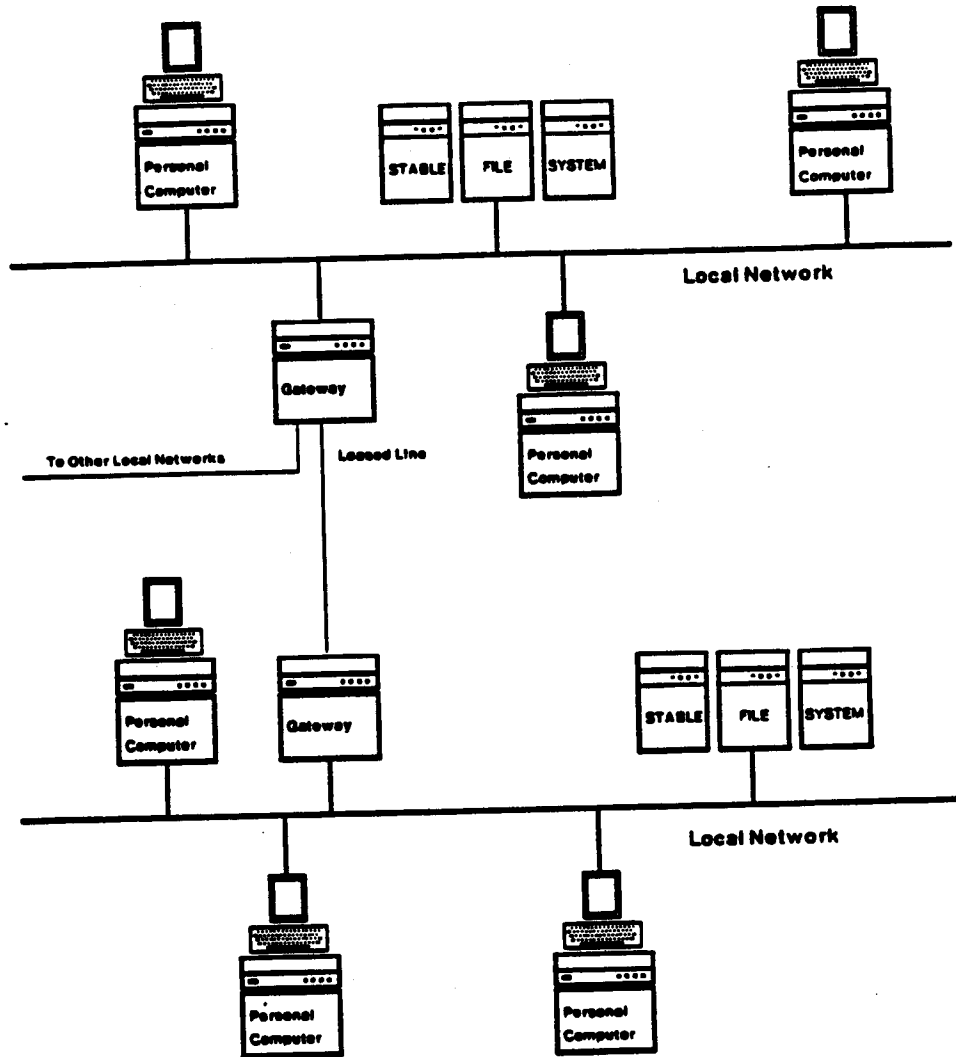 Personal
Computer
STABLE
FILE
SYSTEM
Personal
Computer
Local Network
Gateway
Personal
Computer
To Other Local Networks
Leased Line
Personal
Computer
Gateway
STABLE
FILE
SYSTEM
Local Network
Personal
Computer
Personal
Computer